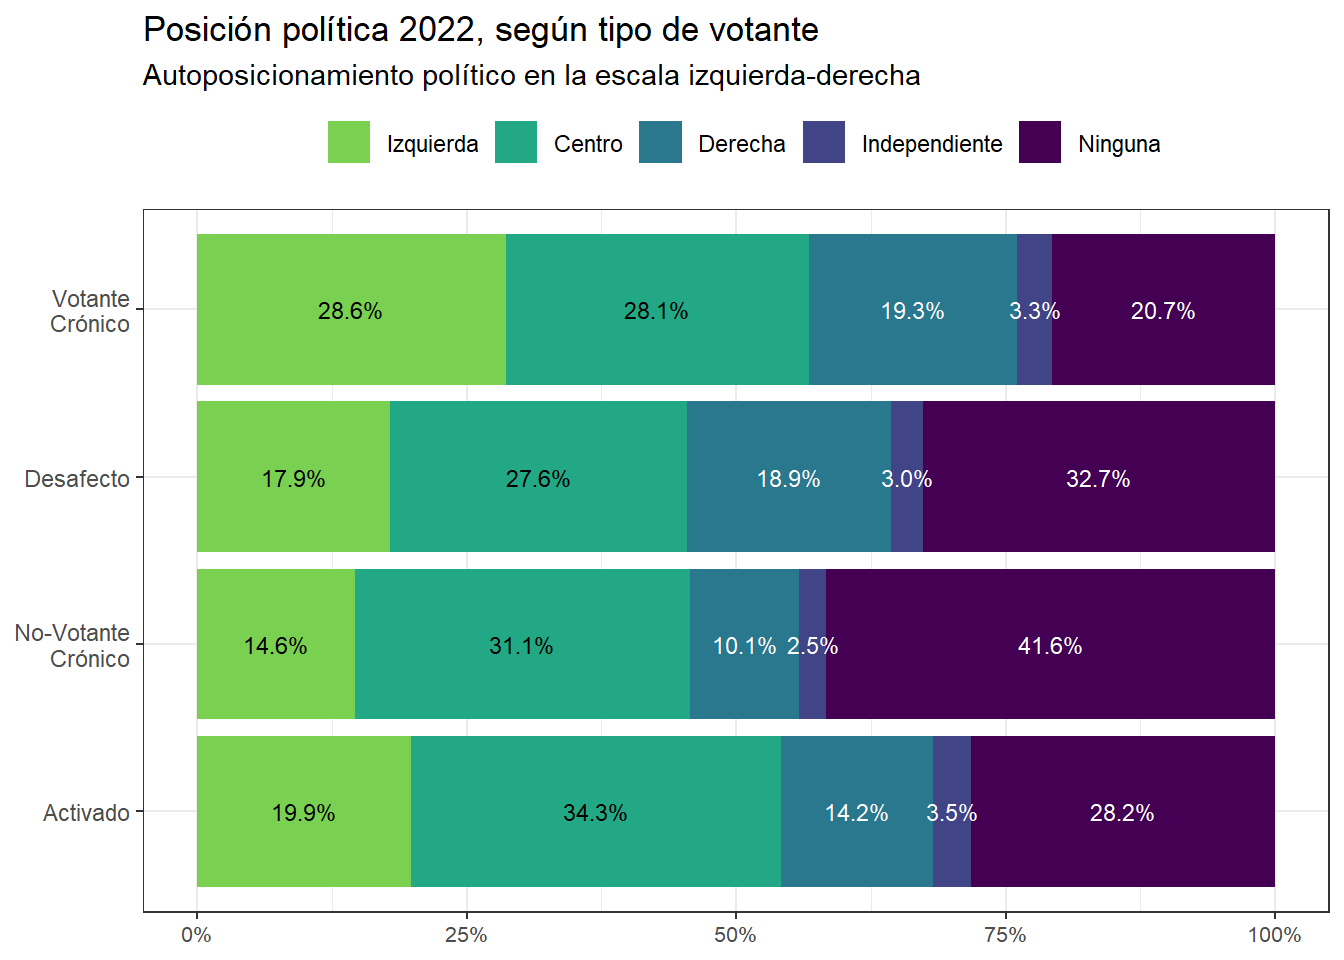 Posición política 2022, según tipo de votante
Autoposicionamiento político en la escala izquierda-derecha
Izquierda Centro Derecha Independiente Ninguna
Votante
Crónico
28.6% 28.1% 19.3% 3.3% 20.7%
Desafecto
17.9% 27.6% 18.9% 3.0% 32.7%
No-Votante
Crónico
14.6% 31.1% 10.1% 2.5% 41.6%
Activado
19.9% 34.3% 14.2% 3.5% 28.2%
0% 25% 50% 75% 100%